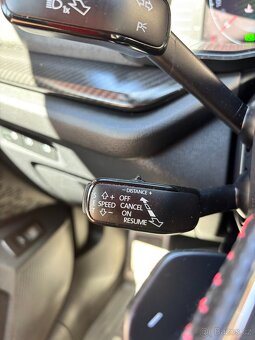 - DISTANCE +
+ OFF
SPEED CANCEL
- ON
RESUME